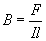 B = F / Il